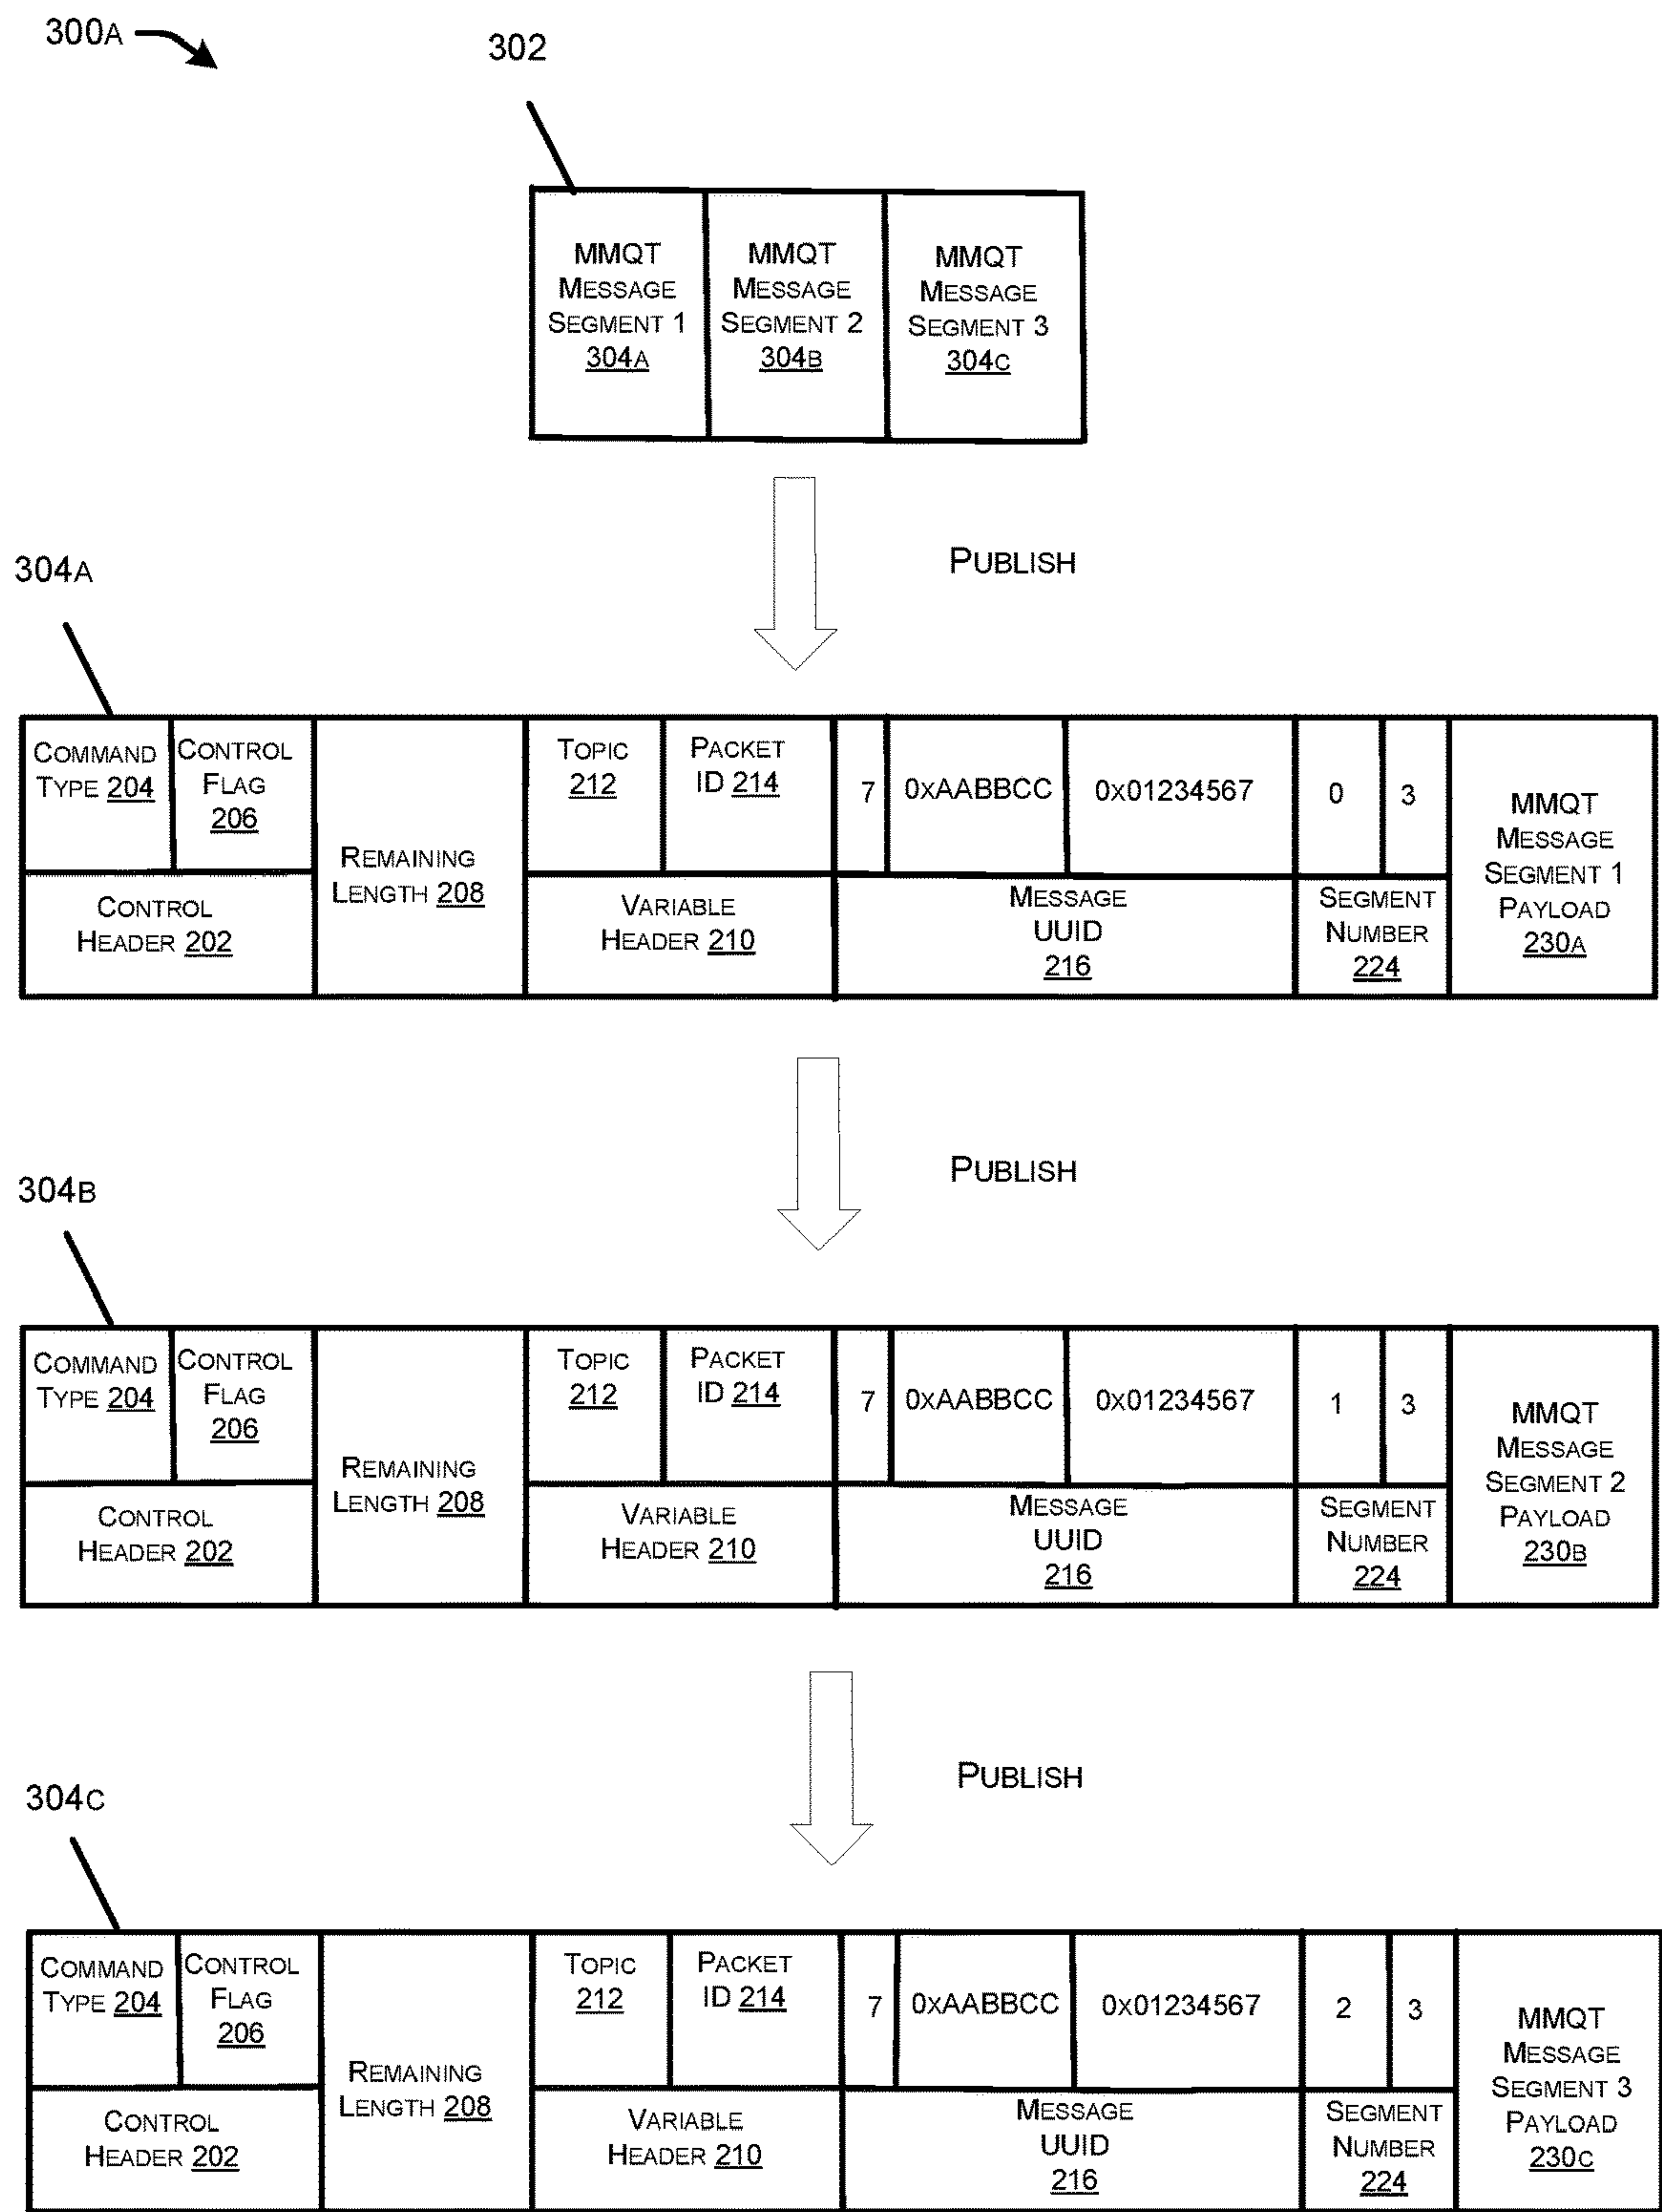 300A
302
MMQT
MESSAGE
SEGMENT 1
304A
MMQT
MESSAGE
SEGMENT 2
304B
MMQT
MESSAGE
SEGMENT 3
304C
PUBLISH
304A
COMMAND
TYPE 204
CONTROL
FLAG
206
CONTROL
HEADER 202
REMAINING
LENGTH 208
TOPIC
212
PACKET
ID 214
VARIABLE
HEADER 210
7
0XAABBCC
0X01234567
MESSAGE
UUID
216
0
3
SEGMENT
NUMBER
224
MMQT
MESSAGE
SEGMENT 1
PAYLOAD
230A
PUBLISH
304B
COMMAND
TYPE 204
CONTROL
FLAG
206
CONTROL
HEADER 202
REMAINING
LENGTH 208
TOPIC
212
PACKET
ID 214
VARIABLE
HEADER 210
7
0XAABBCC
0X01234567
MESSAGE
UUID
216
1
3
SEGMENT
NUMBER
224
MMQT
MESSAGE
SEGMENT 2
PAYLOAD
230B
PUBLISH
304C
COMMAND
TYPE 204
CONTROL
FLAG
206
CONTROL
HEADER 202
REMAINING
LENGTH 208
TOPIC
212
PACKET
ID 214
VARIABLE
HEADER 210
7
0XAABBCC
0X01234567
MESSAGE
UUID
216
2
3
SEGMENT
NUMBER
224
MMQT
MESSAGE
SEGMENT 3
PAYLOAD
230C